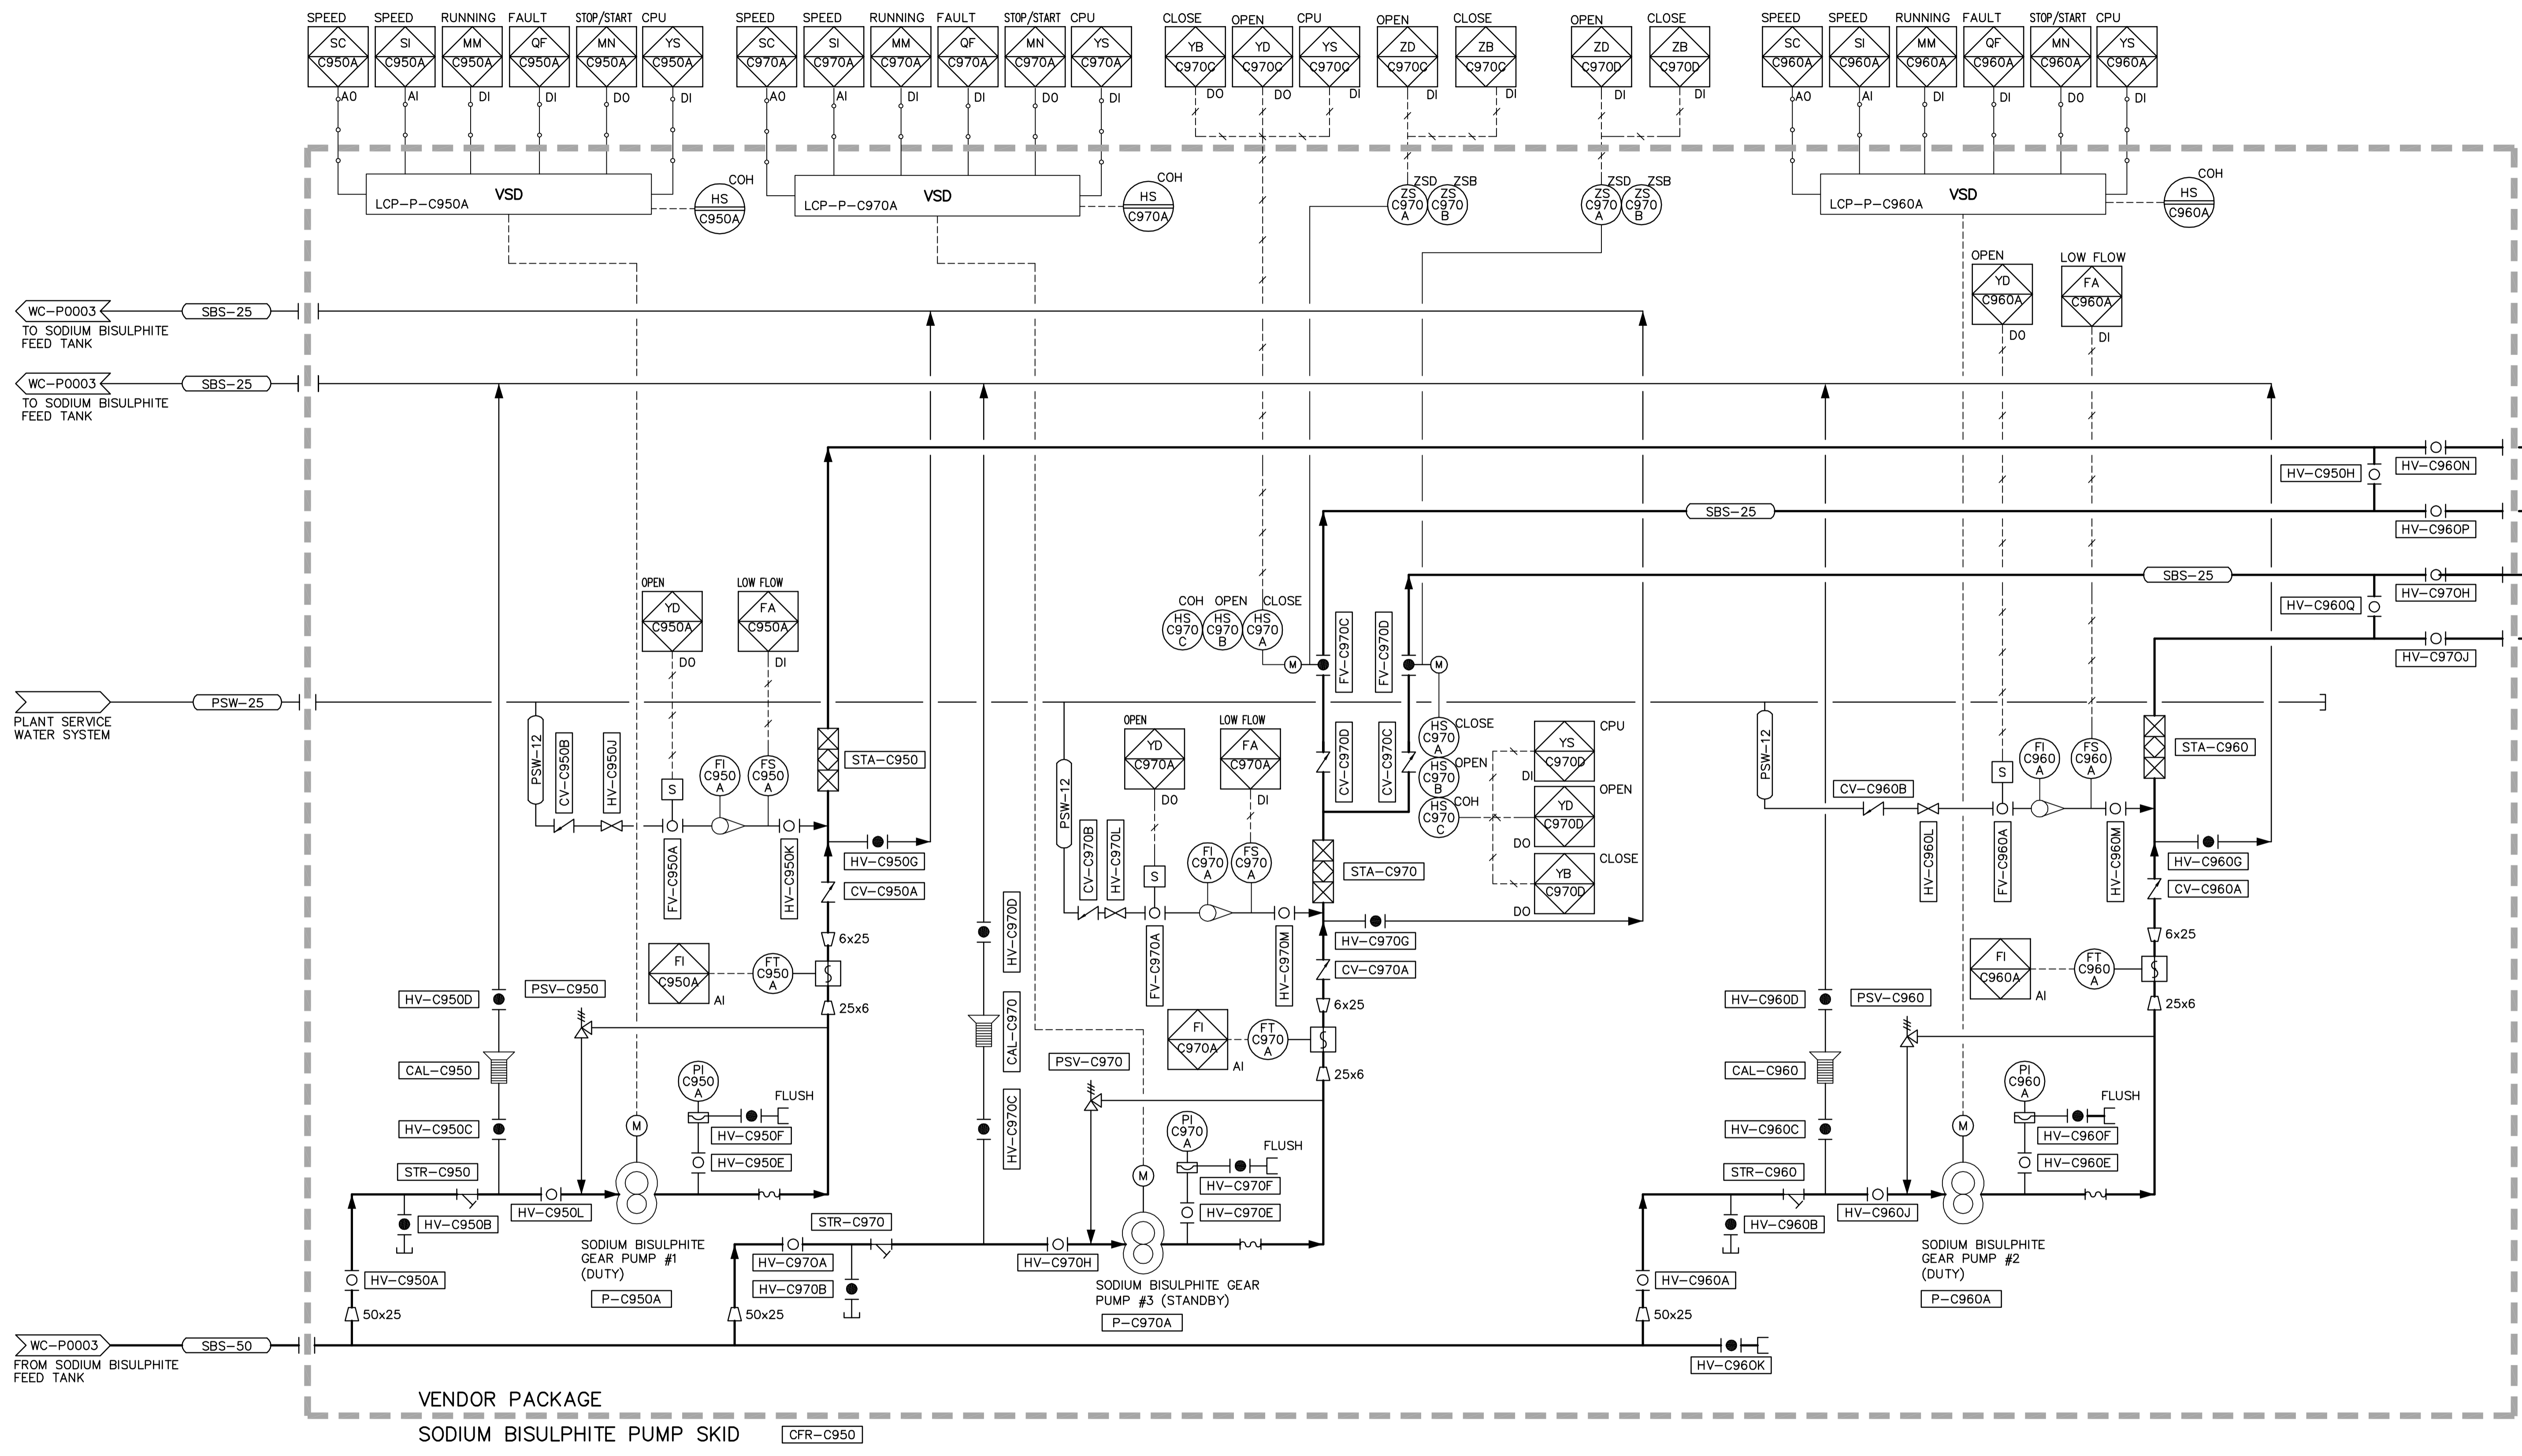 SPEED SPEED RUNNING FAULT STOP/START CPU SPEED SPEED RUNNING FAULT STOP/START CPU CLOSE OPEN CPU OPEN CLOSE OPEN CLOSE SPEED SPEED RUNNING FAULT STOP/START CPU
SC SI MM QF MN YS SC SI MM QF MN YS YB YD YS ZD ZB ZD ZB SC SI MM QF MN YS
C950A C950A C950A C950A C950A C950A C970A C970A C970A C970A C970A C970A C970C C970C C970C C970C C970C C970D C970D C960A C960A C960A C960A C960A C960A
AO AI DI DI DO DI AO AI DI DI DO DI DO DO DI DI DI DI DI AO AI DI DI DO DI
VSD
LCP-P-C950A
COH
HS
C950A
VSD
LCP-P-C970A
COH
HS
C970A
ZSD ZSB
ZS
C970
A
ZS
C970
B
ZSD ZSB
ZS
C970
A
ZS
C970
B
VSD
LCP-P-C960A
COH
HS
C960A
OPEN
YD
C960A
DO
LOW FLOW
FA
C960A
DI
WC-P0003
SBS-25
TO SODIUM BISULPHITE
FEED TANK
WC-P0003
SBS-25
TO SODIUM BISULPHITE
FEED TANK
HV-C950H
HV-C960N
SBS-25
HV-C960P
SBS-25
HV-C970H
HV-C960Q
HV-C970J
OPEN
YD
C950A
DO
LOW FLOW
FA
C950A
DI
COH OPEN CLOSE
HS
C970
C
HS
C970
B
HS
C970
A
M
FV-C970C
FV-C970D
M
PSW-25
PLANT SERVICE
WATER SYSTEM
PSW-12
CV-C950B
HV-C950J
S
FI
C950
A
FS
C950
A
STA-C950
FV-C950A
HV-C950K
HV-C950G
CV-C950A
6x25
FI
C950A
AI
FT
C950
A
S
25x6
OPEN
YD
C970A
DO
LOW FLOW
FA
C970A
DI
CV-C970D
CV-C970C
HS
C970
A
CLOSE
HS
C970
B
OPEN
HS
C970
C
COH
YS
C970D
CPU
DI
YD
C970D
OPEN
DO
YB
C970D
CLOSE
DO
PSW-12
CV-C970B
HV-C970L
S
FI
C970
A
FS
C970
A
STA-C970
FV-C970A
HV-C970M
HV-C970G
CV-C970A
6x25
FI
C970A
AI
FT
C970
A
S
25x6
PSW-12
CV-C960B
HV-C960L
S
FI
C960
A
FS
C960
A
STA-C960
FV-C960A
HV-C960M
HV-C960G
CV-C960A
6x25
FI
C960A
AI
FT
C960
A
S
25x6
HV-C950D
PSV-C950
CAL-C950
HV-C950C
PI
C950
A
FLUSH
HV-C950F
HV-C950E
M
STR-C950
HV-C950L
HV-C950B
HV-C950A
50x25
SODIUM BISULPHITE
GEAR PUMP #1
(DUTY)
P-C950A
HV-C970D
CAL-C970
HV-C970C
PSV-C970
PI
C970
A
FLUSH
HV-C970F
HV-C970E
M
STR-C970
HV-C970A
HV-C970B
HV-C970H
50x25
SODIUM BISULPHITE GEAR
PUMP #3 (STANDBY)
P-C970A
HV-C960D
PSV-C960
CAL-C960
HV-C960C
PI
C960
A
FLUSH
HV-C960F
HV-C960E
M
STR-C960
HV-C960J
HV-C960B
HV-C960A
50x25
SODIUM BISULPHITE
GEAR PUMP #2
(DUTY)
P-C960A
HV-C960K
WC-P0003
SBS-50
FROM SODIUM BISULPHITE
FEED TANK
VENDOR PACKAGE
SODIUM BISULPHITE PUMP SKID
CFR-C950